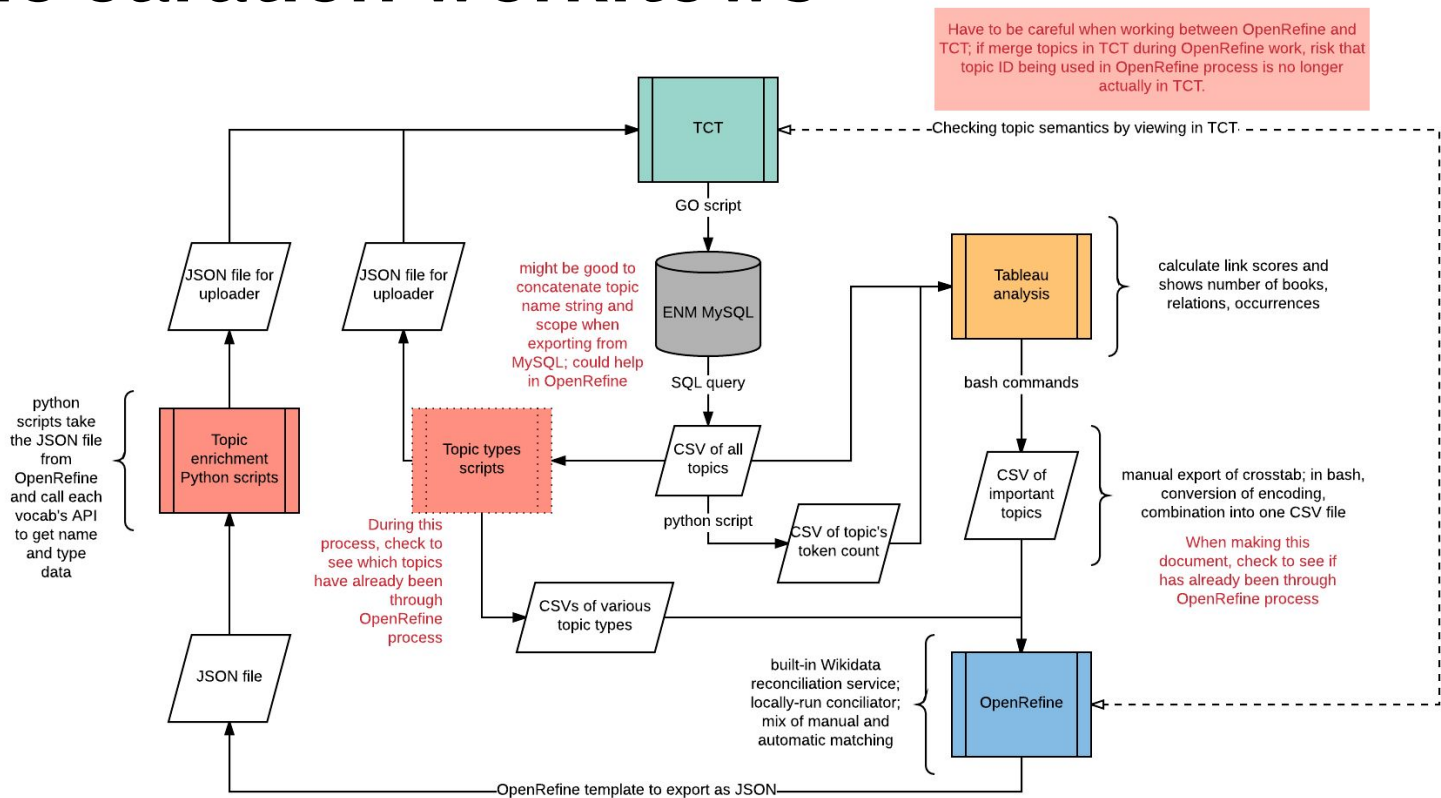 Have to be careful when working between OpenRefine and
TCT; if merge topics in TCT during OpenRefine work, risk that
topic ID being used in OpenRefine process is no longer
actually in TCT.
TCT
Checking topic semantics by viewing in TCT
GO script
JSON file for
uploader
JSON file for
uploader
might be good to
concatenate topic
name string and
scope when
exporting from
MySQL; could help
in OpenRefine
ENM MySQL
Tableau
analysis
calculate link scores and
shows number of books,
relations, occurrences
SQL query
bash commands
python
scripts take
the JSON file
from
OpenRefine
and call each
vocab's API
to get name
and type
data
Topic
enrichment
Python scripts
Topic types
scripts
CSV of all
topics
CSV of
important
topics
manual export of crosstab; in bash,
conversion of encoding,
combination into one CSV file
When making this
document, check to see if
has already been through
OpenRefine process
python script
CSV of topic's
token count
During this
process, check to
see which topics
have already been
through
OpenRefine
process
CSVs of various
topic types
JSON file
built-in Wikidata
reconciliation service;
locally-run conciliator;
mix of manual and
automatic matching
OpenRefine
OpenRefine template to export as JSON